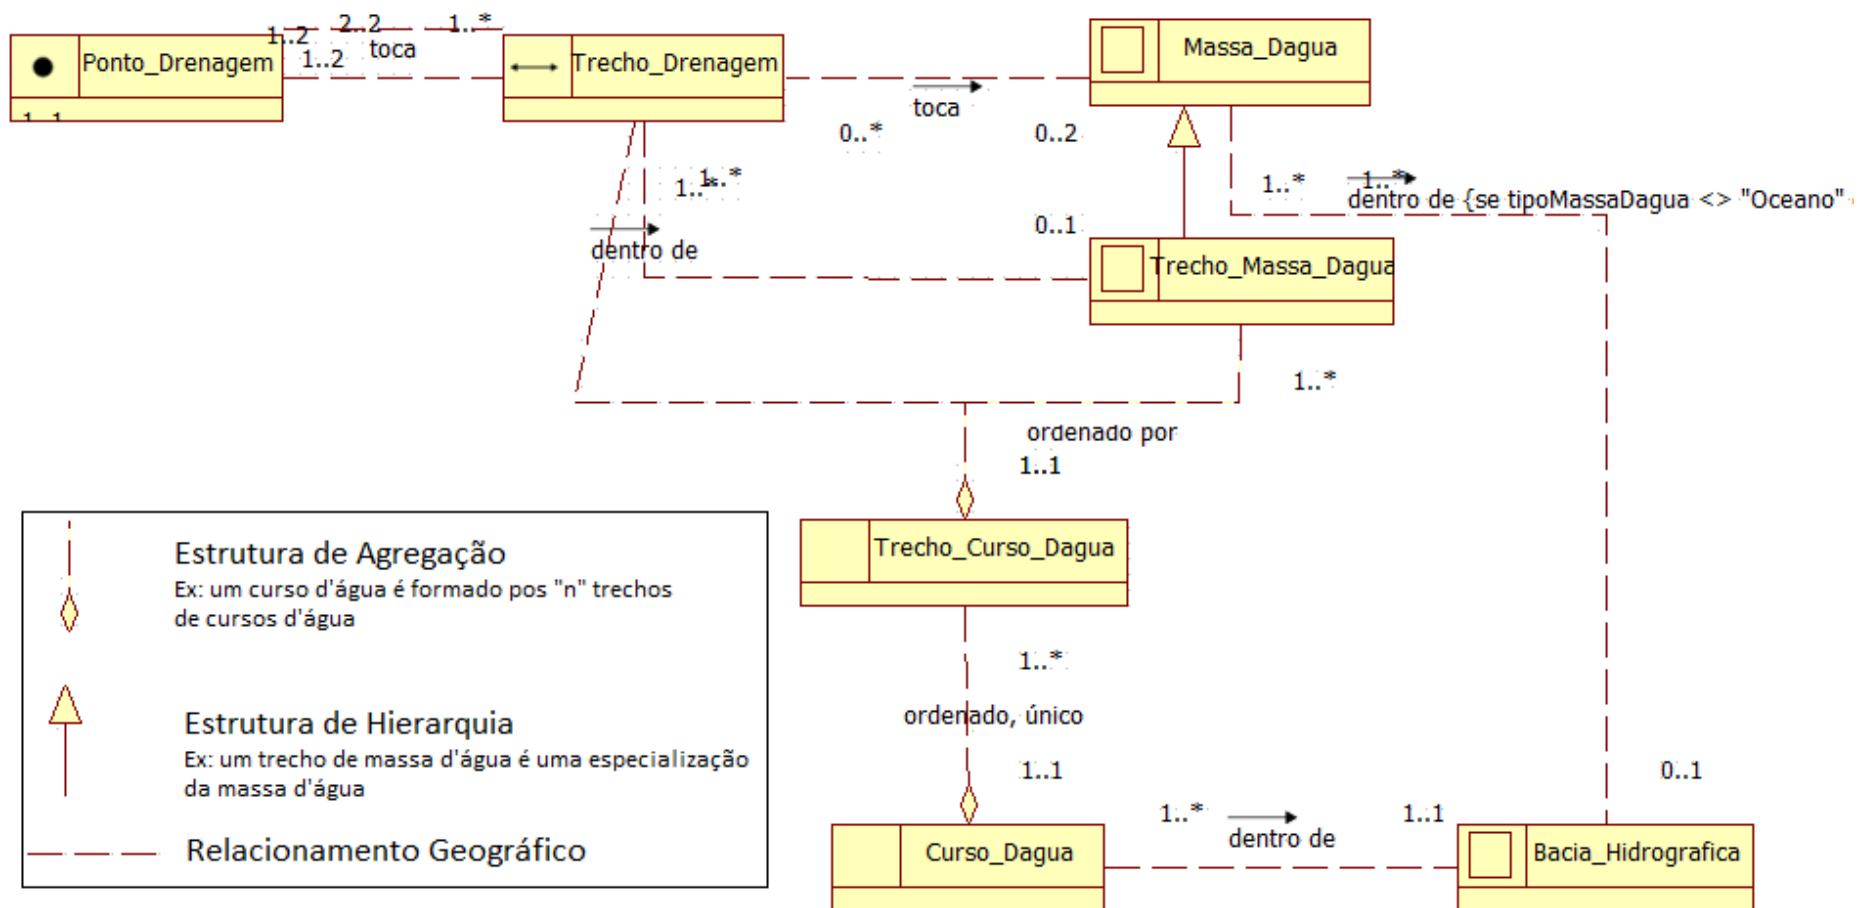 1..2
2..2
1..*
toca
1..2
Ponto_Drenagem
1..1
Trecho_Drenagem
Massa_Dagua
toca
0..*
0..2
1..*
1..*
dentro de
0..1
1..*
1..*
dentro de {se tipoMassaDagua <> "Oceano"
Trecho_Massa_Dagua
1..*
ordenado por
1..1
Trecho_Curso_Dagua
1..*
ordenado, único
1..1
Curso_Dagua
1..*
dentro de
1..1
0..1
Bacia_Hidrografica
Estrutura de Agregação
Ex: um curso d'água é formado pos "n" trechos
de cursos d'água
Estrutura de Hierarquia
Ex: um trecho de massa d'água é uma especialização
da massa d'água
Relacionamento Geográfico